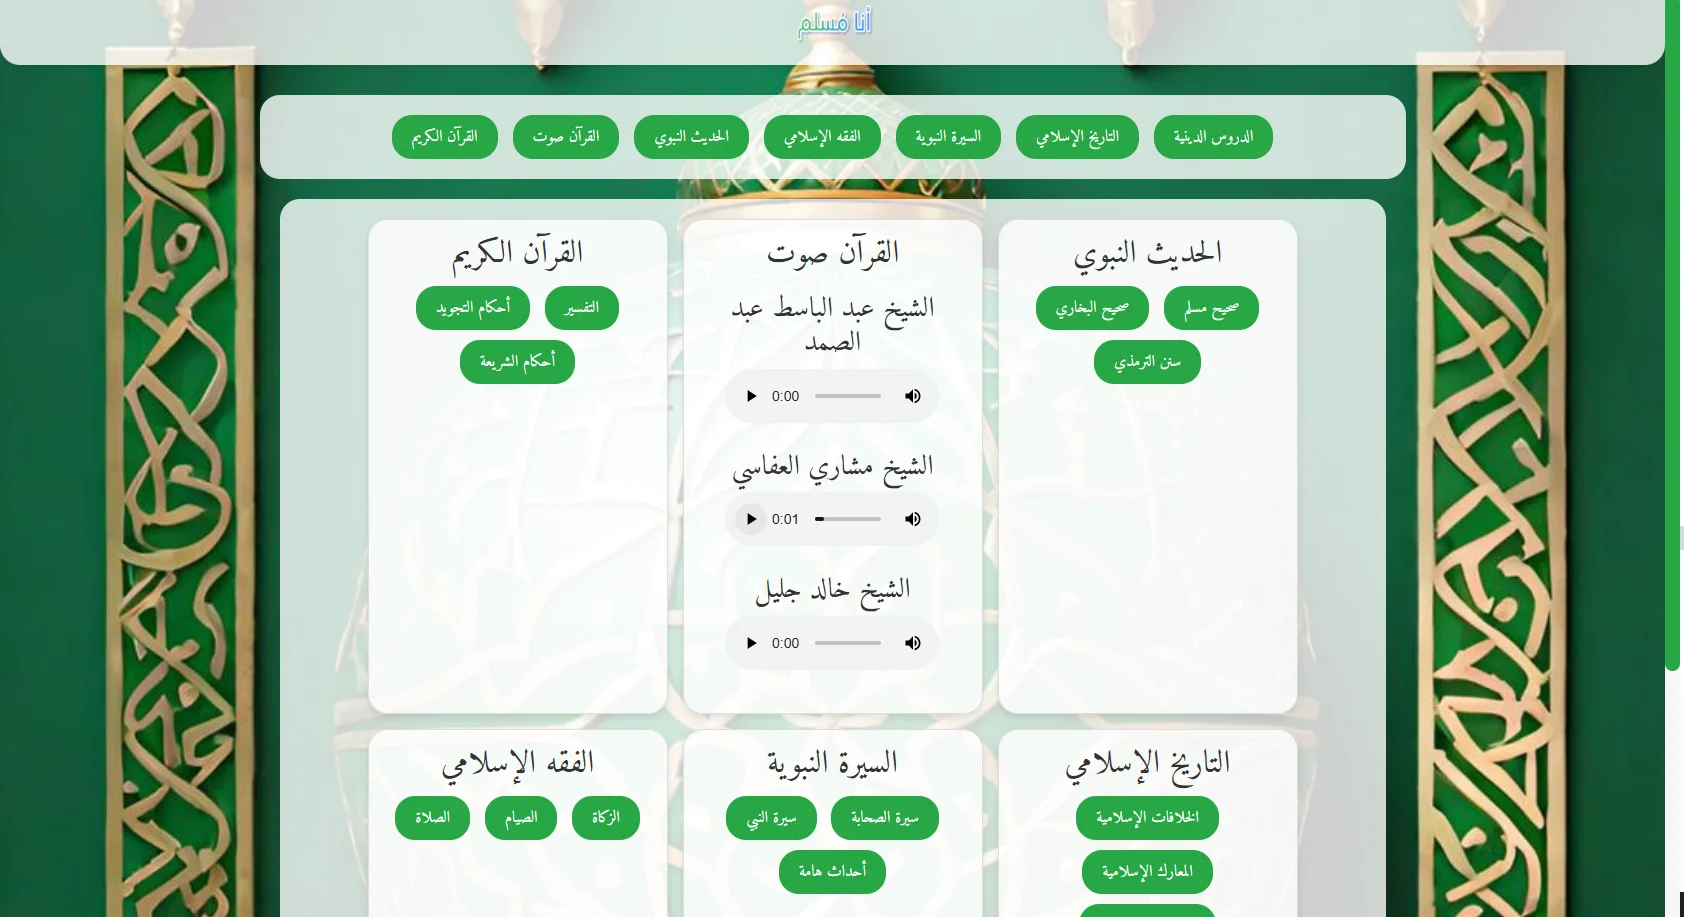 أنا مسلم
الدروس الدينية
التاريخ الإسلامي
السيرة النبوية
الفقه الإسلامي
الحديث النبوي
القرآن صوت
القرآن الكريم
الحديث النبوي
صحيح مسلم
صحيح البخاري
سنن الترمذي
القرآن صوت
الشيخ عبد الباسط عبد
الصمد
0:00
الشيخ مشاري العفاسي
0:01
الشيخ خالد جليل
0:00
القرآن الكريم
التفسير
أحكام التجويد
أحكام الشريعة
التاريخ الإسلامي
الخلافات الإسلامية
المعارك الإسلامية
السيرة النبوية
سيرة الصحابة
سيرة النبي
أحداث هامة
الفقه الإسلامي
الزكاة
الصيام
الصلاة